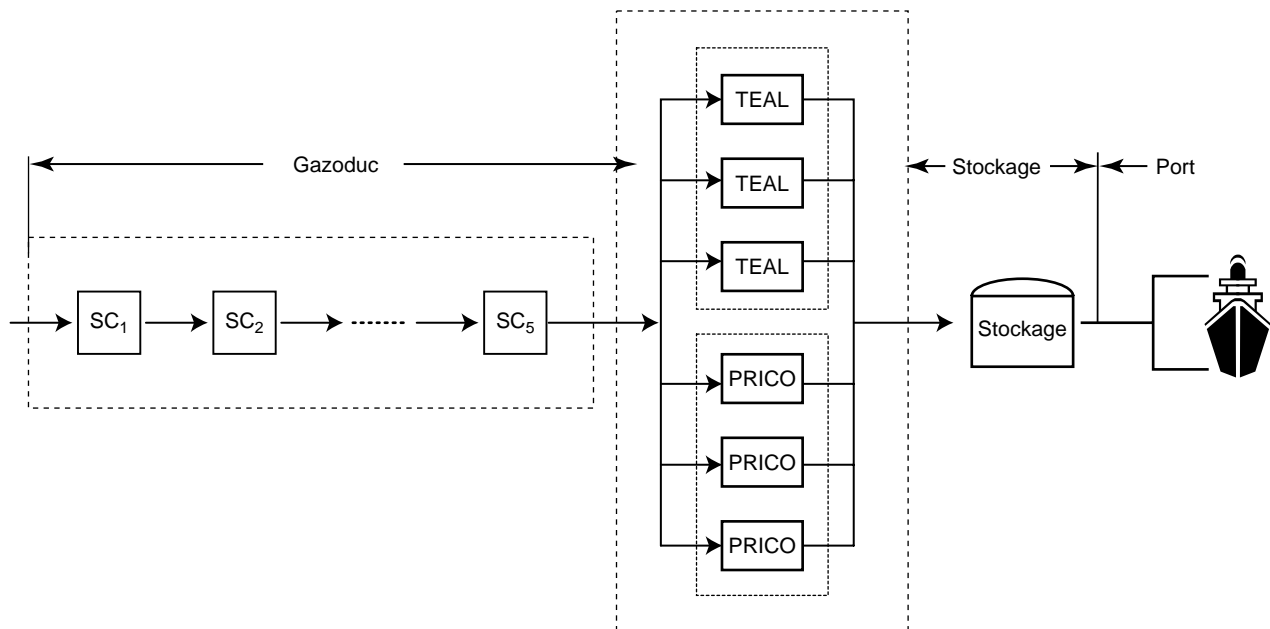 TEAL
Gazoduc
TEAL
Stockage
Port
TEAL
SC1
SC2
SC5
Stockage
PRICO
PRICO
PRICO